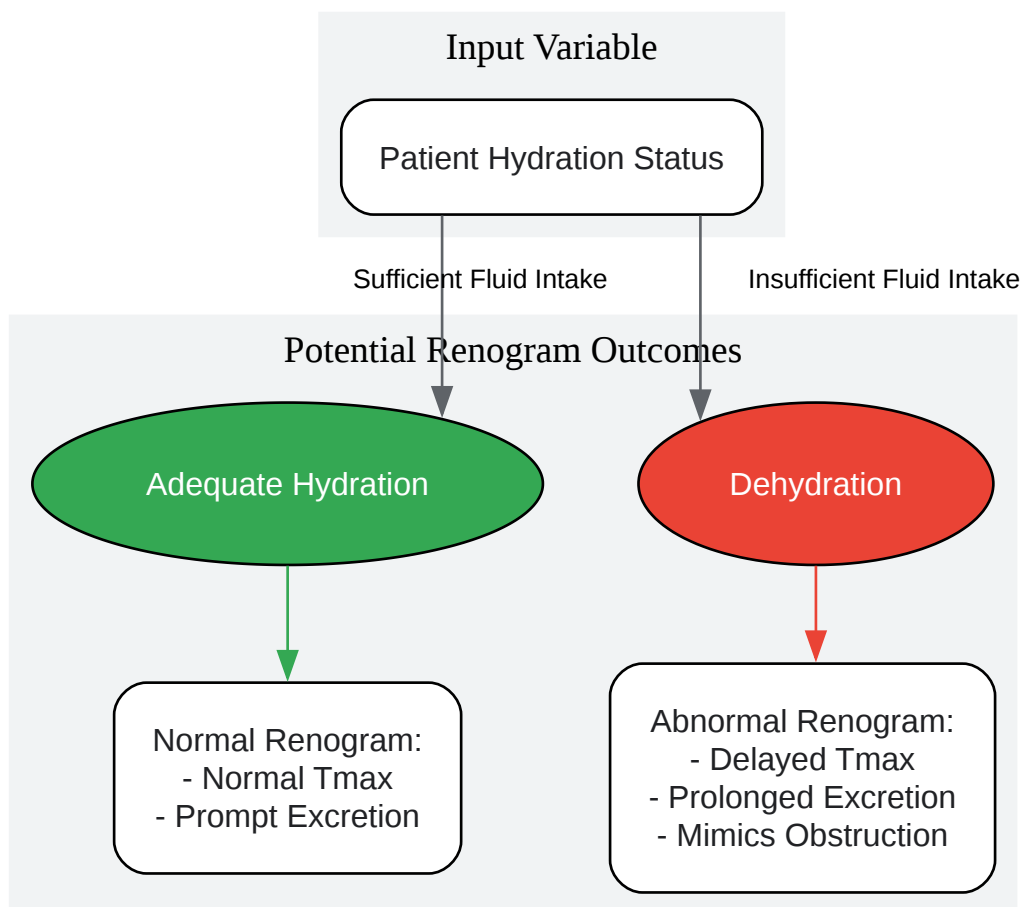 Input Variable
Patient Hydration Status
Sufficient Fluid Intake
Insufficient Fluid Intake
Potential Renogram Outcomes
Adequate Hydration
Dehydration
Normal Renogram:
- Normal Tmax
- Prompt Excretion
Abnormal Renogram:
- Delayed Tmax
- Prolonged Excretion
- Mimics Obstruction